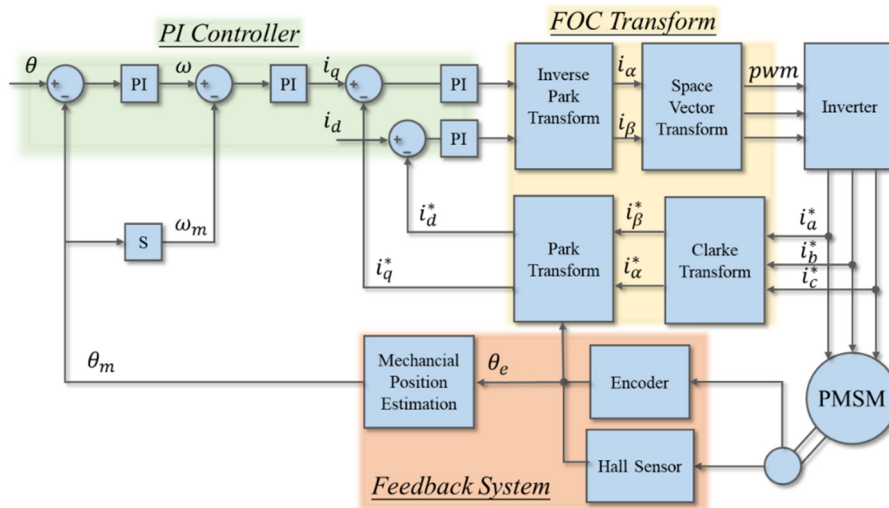 PI Controller
FOC Transform
θ
+
−
PI
ω
+
−
PI
i_q
+
−
PI
i_d
+
−
PI
Inverse
Park
Transform
i_α
i_β
Space
Vector
Transform
pwm
Inverter
i_d^*
i_q^*
Park
Transform
i_β^*
i_α^*
Clarke
Transform
i_a^*
i_b^*
i_c^*
S
ω_m
θ_m
Mechancial
Position
Estimation
θ_e
Encoder
Hall Sensor
PMSM
Feedback System